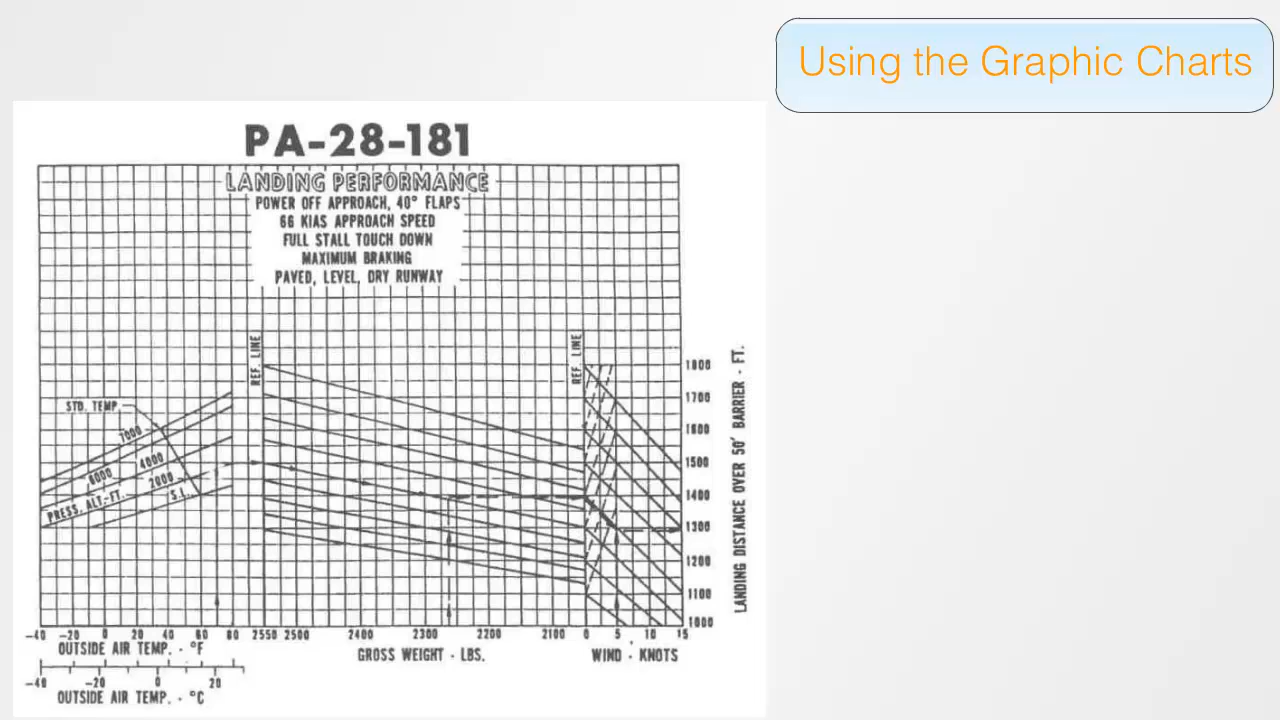 Using the Graphic Charts
PA-28-181
LANDING PERFORMANCE
POWER OFF APPROACH, 40° FLAPS
66 KIAS APPROACH SPEED
FULL STALL TOUCH DOWN
MAXIMUM BRAKING
PAVED, LEVEL, DRY RUNWAY
REF. LINE
REF. LINE
1800
1700
1600
1500
1400
1300
1200
1100
1000
LANDING DISTANCE OVER 50' BARRIER - FT.
STD. TEMP.
7000
6000
4000
2000
S.L.
PRESS. ALT.-FT.
-40 -20 0 20 40 60 80 2550 2500 2400 2300 2200 2100 0 5 10 15
OUTSIDE AIR TEMP. - °F
GROSS WEIGHT - LBS.
WIND - KNOTS
-40 -20 0 20
OUTSIDE AIR TEMP. - °C